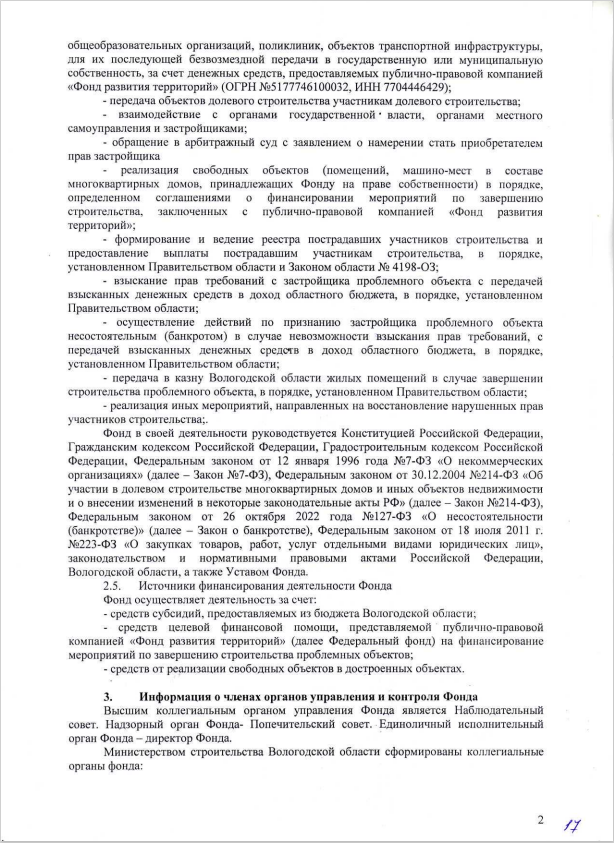 общеобразовательных организаций, поликлиник, объектов транспортной инфраструктуры,
для их последующей безвозмездной передачи в государственную или муниципальную
собственность, за счет денежных средств, предоставляемых публично-правовой компанией
«Фонд развития территорий» (ОГРН №5177746100032, ИНН 7704446429);
- передача объектов долевого строительства участникам долевого строительства;
- взаимодействие с органами государственной власти, органами местного
самоуправления и застройщиками;
- обращение в арбитражный суд с заявлением о намерении стать приобретателем
прав застройщика
- реализация свободных объектов (помещений, машино-мест в составе
многоквартирных домов, принадлежащих Фонду на праве собственности) в порядке,
определенном соглашениями о финансировании мероприятий по завершению
строительства, заключенных с публично-правовой компанией «Фонд развития
территорий»;
- формирование и ведение реестра пострадавших участников строительства и
предоставление выплаты пострадавшим участникам строительства, в порядке,
установленном Правительством области и Законом области № 4198-ОЗ;
- взыскание прав требований с застройщика проблемного объекта с передачей
взысканных денежных средств в доход областного бюджета, в порядке, установленном
Правительством области;
- осуществление действий по признанию застройщика проблемного объекта
несостоятельным (банкротом) в случае невозможности взыскания прав требований, с
передачей взысканных денежных средств в доход областного бюджета, в порядке,
установленном Правительством области;
- передача в казну Вологодской области жилых помещений в случае завершении
строительства проблемного объекта, в порядке, установленном Правительством области;
- реализация иных мероприятий, направленных на восстановление нарушенных прав
участников строительства;.
Фонд в своей деятельности руководствуется Конституцией Российской Федерации,
Гражданским кодексом Российской Федерации, Градостроительным кодексом Российской
Федерации, Федеральным законом от 12 января 1996 года №7-ФЗ «О некоммерческих
организациях» (далее – Закон №7-ФЗ), Федеральным законом от 30.12.2004 №214-ФЗ «Об
участии в долевом строительстве многоквартирных домов и иных объектов недвижимости
и о внесении изменений в некоторые законодательные акты РФ» (далее – Закон №214-ФЗ),
Федеральным законом от 26 октября 2022 года №127-ФЗ «О несостоятельности
(банкротстве)» (далее – Закон о банкротстве), Федеральным законом от 18 июля 2011 г.
№223-ФЗ «О закупках товаров, работ, услуг отдельными видами юридических лиц»,
законодательством и нормативными правовыми актами Российской Федерации,
Вологодской области, а также Уставом Фонда.
2.5. Источники финансирования деятельности Фонда
Фонд осуществляет деятельность за счет:
- средств субсидий, предоставляемых из бюджета Вологодской области;
- средств целевой финансовой помощи, представляемой публично-правовой
компанией «Фонд развития территорий» (далее Федеральный фонд) на финансирование
мероприятий по завершению строительства проблемных объектов;
- средств от реализации свободных объектов в достроенных объектах.
3. Информация о членах органов управления и контроля Фонда
Высшим коллегиальным органом управления Фонда является Наблюдательный
совет. Надзорный орган Фонда- Попечительский совет. Единоличный исполнительный
орган Фонда – директор Фонда.
Министерством строительства Вологодской области сформированы коллегиальные
органы фонда:
2
17